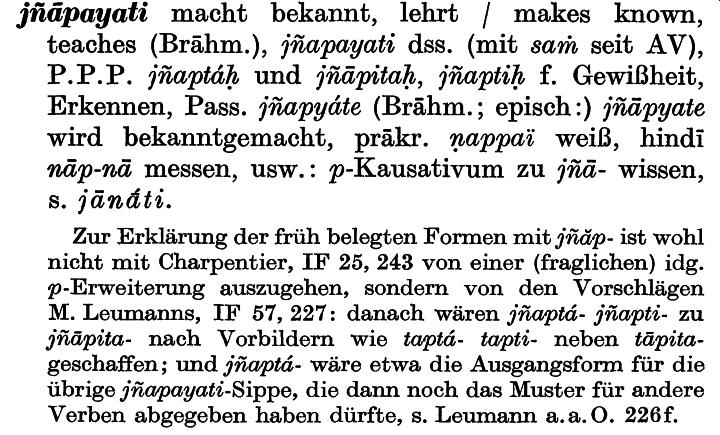 jñāpayati macht bekannt, lehrt / makes known,
teaches (Brāhm.), jñapayati dss. (mit saṁ seit AV),
P.P.P. jñaptáḥ und jñāpitaḥ, jñaptiḥ f. Gewißheit,
Erkennen, Pass. jñapyáte (Brāhm.; episch:) jñāpyate
wird bekanntgemacht, prākr. ṇappaï weiß, hindī
nāp-nā messen, usw.: p-Kausativum zu jñā- wissen,
s. jānā́ti.
Zur Erklärung der früh belegten Formen mit jñā̆p- ist wohl
nicht mit Charpentier, IF 25, 243 von einer (fraglichen) idg.
p-Erweiterung auszugehen, sondern von den Vorschlägen
M. Leumanns, IF 57, 227: danach wären jñaptá- jñapti- zu
jñāpita- nach Vorbildern wie taptá- tapti- neben tāpita-
geschaffen; und jñaptá- wäre etwa die Ausgangsform für die
übrige jñapayati-Sippe, die dann noch das Muster für andere
Verben abgegeben haben dürfte, s. Leumann a. a. O. 226 f.